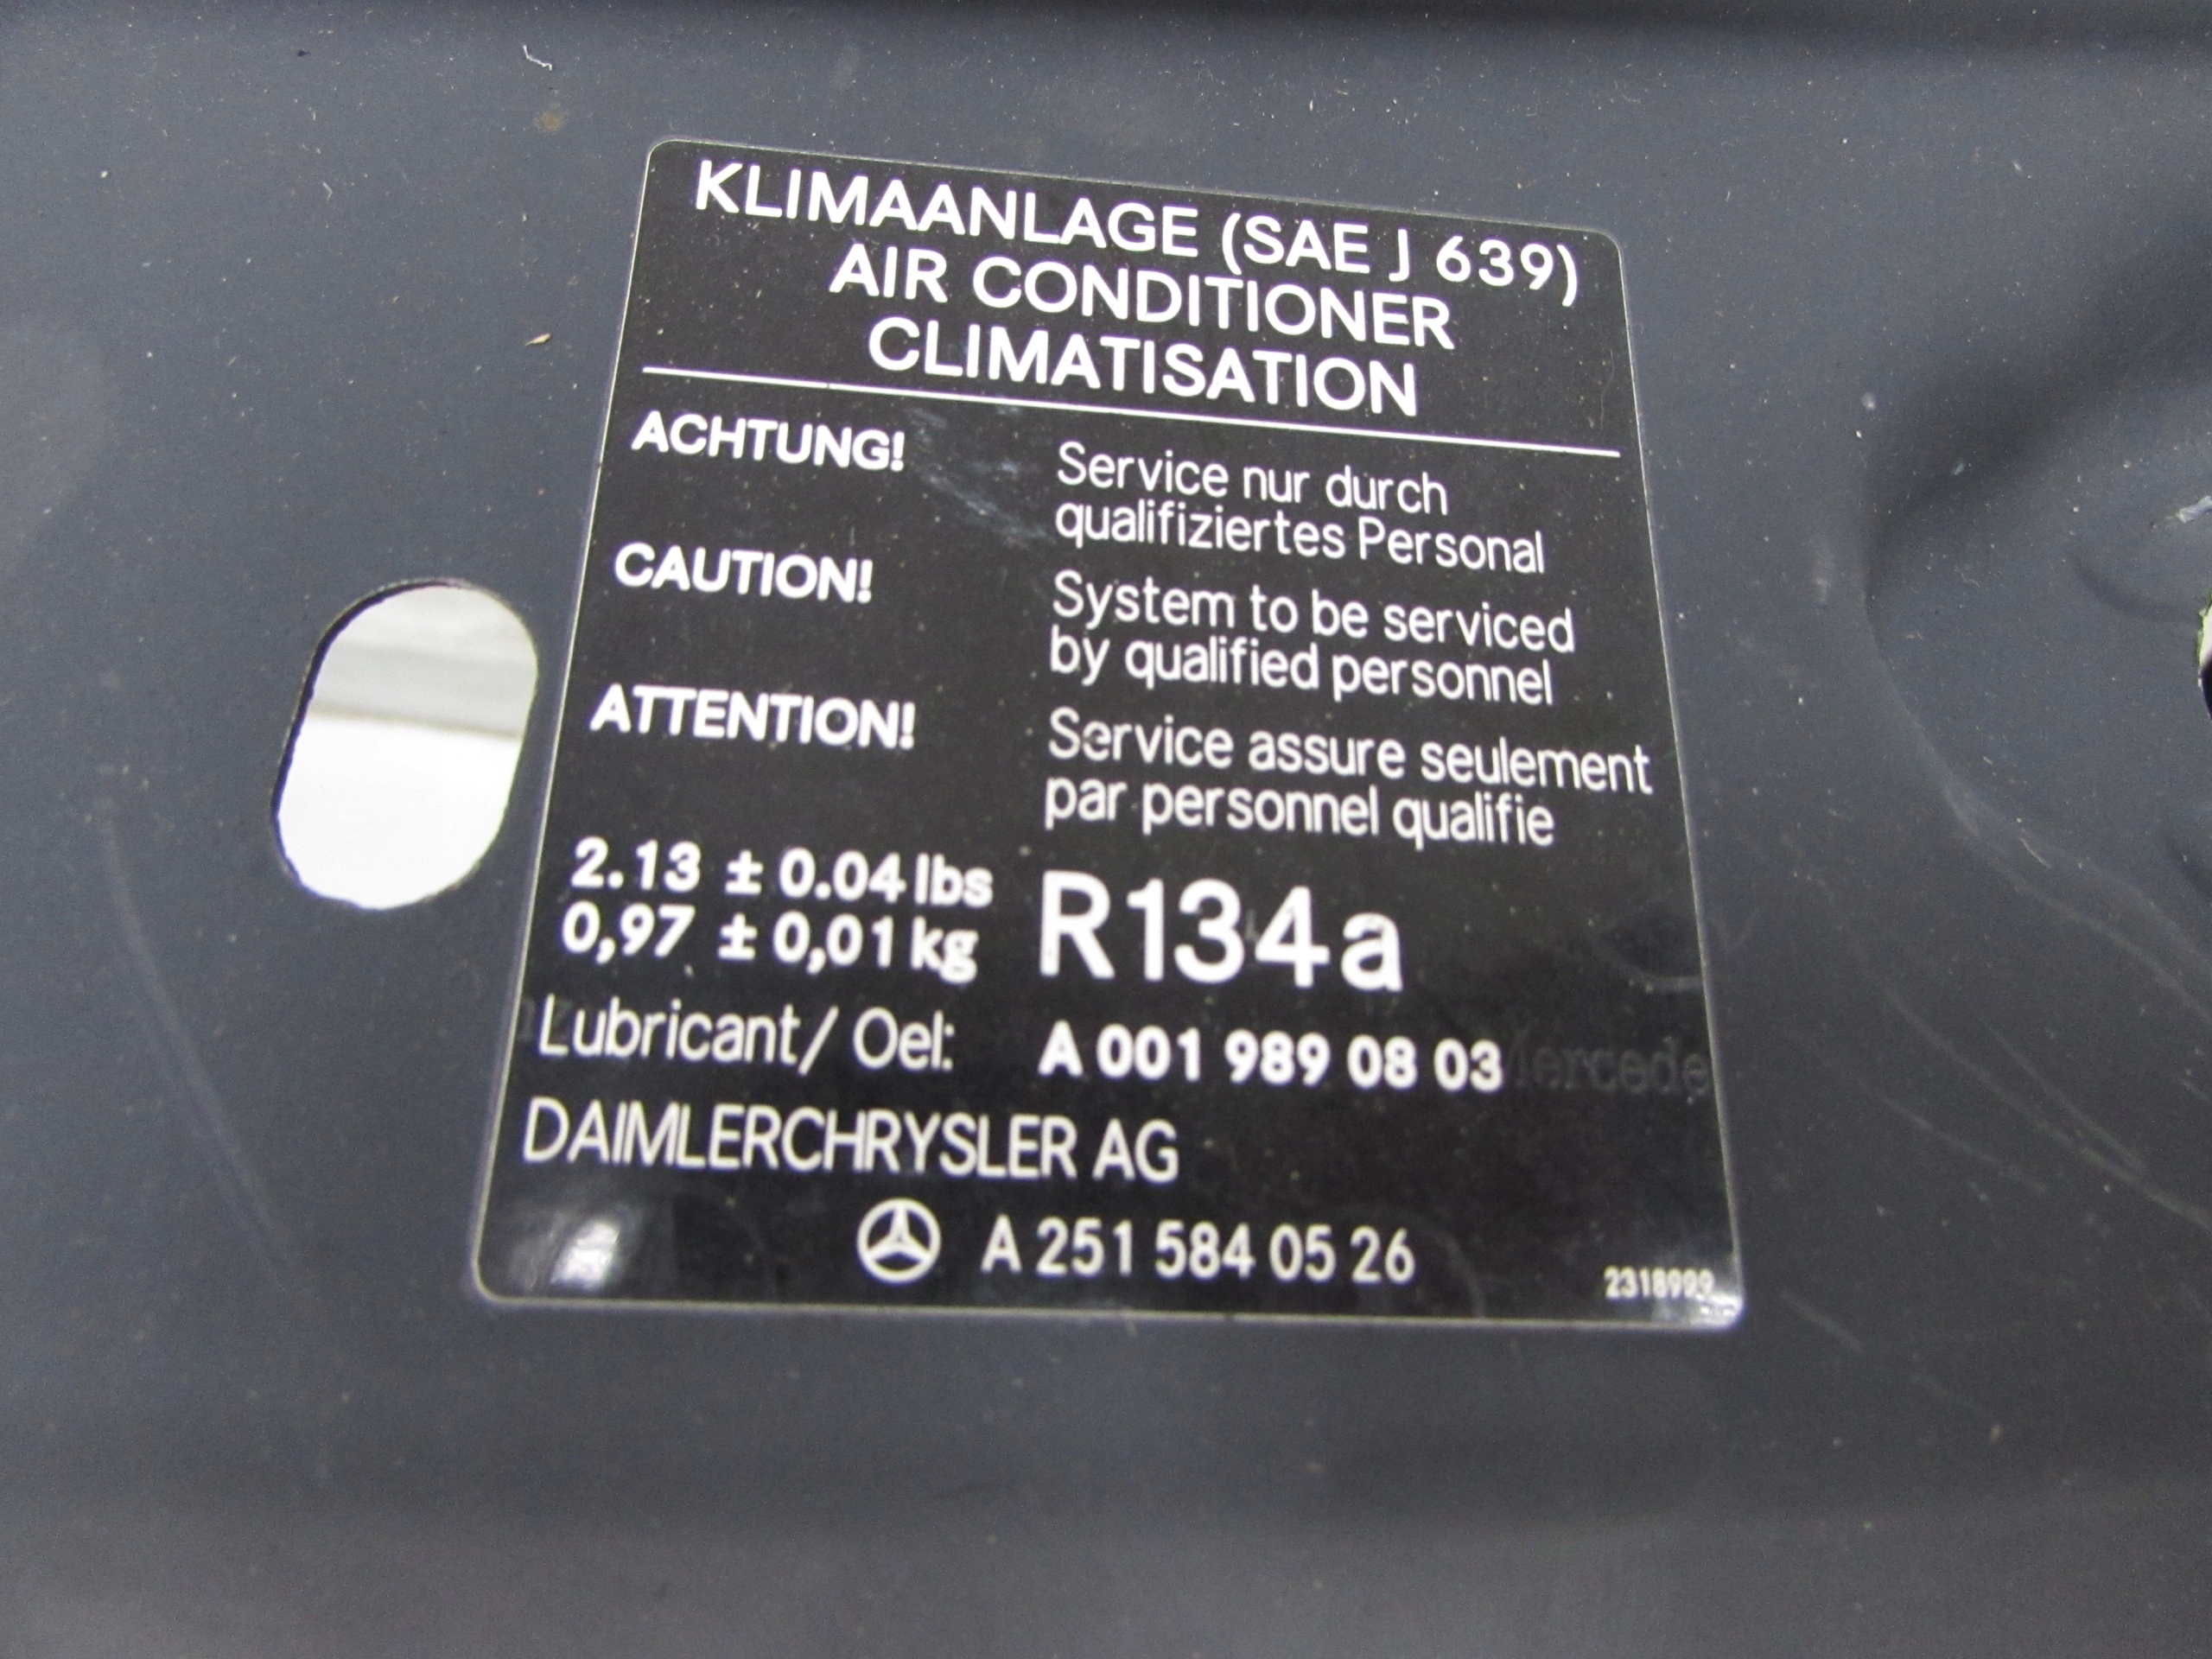 KLIMAANLAGE (SAE J 639)
AIR CONDITIONER
CLIMATISATION
ACHTUNG! Service nur durch
qualifiziertes Personal
CAUTION! System to be serviced
by qualified personnel
ATTENTION! Service assure seulement
par personnel qualifie
2.13 ± 0.04 lbs
0,97 ± 0,01 kg R134a
Lubricant/ Oel: A 001 989 08 03
DAIMLERCHRYSLER AG
A 251 584 05 26
2318999